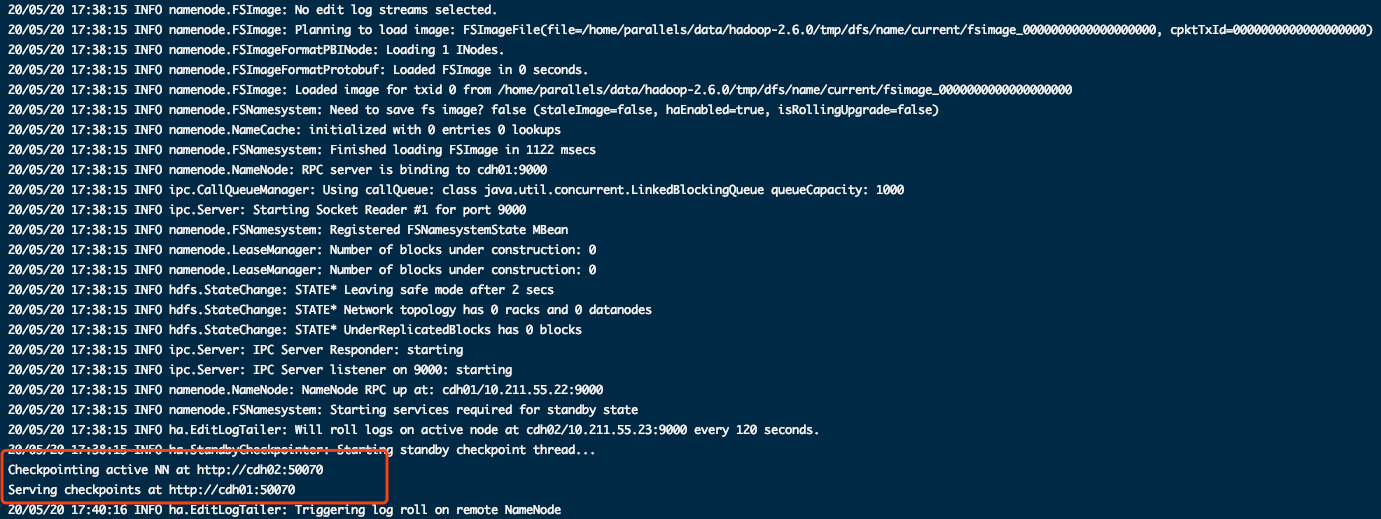 20/05/20 17:38:15 INFO namenode.FSImage: No edit log streams selected.
20/05/20 17:38:15 INFO namenode.FSImage: Planning to load image: FSImageFile(file=/home/parallels/data/hadoop-2.6.0/tmp/dfs/name/current/fsimage_0000000000000000000, cpktTxId=0000000000000000000)
20/05/20 17:38:15 INFO namenode.FSImageFormatPBINode: Loading 1 INodes.
20/05/20 17:38:15 INFO namenode.FSImageFormatProtobuf: Loaded FSImage in 0 seconds.
20/05/20 17:38:15 INFO namenode.FSImage: Loaded image for txid 0 from /home/parallels/data/hadoop-2.6.0/tmp/dfs/name/current/fsimage_0000000000000000000
20/05/20 17:38:15 INFO namenode.FSNamesystem: Need to save fs image? false (staleImage=false, haEnabled=true, isRollingUpgrade=false)
20/05/20 17:38:15 INFO namenode.NameCache: initialized with 0 entries 0 lookups
20/05/20 17:38:15 INFO namenode.FSNamesystem: Finished loading FSImage in 1122 msecs
20/05/20 17:38:15 INFO namenode.NameNode: RPC server is binding to cdh01:9000
20/05/20 17:38:15 INFO ipc.CallQueueManager: Using callQueue: class java.util.concurrent.LinkedBlockingQueue queueCapacity: 1000
20/05/20 17:38:15 INFO ipc.Server: Starting Socket Reader #1 for port 9000
20/05/20 17:38:15 INFO namenode.FSNamesystem: Registered FSNamesystemState MBean
20/05/20 17:38:15 INFO namenode.LeaseManager: Number of blocks under construction: 0
20/05/20 17:38:15 INFO namenode.LeaseManager: Number of blocks under construction: 0
20/05/20 17:38:15 INFO hdfs.StateChange: STATE* Leaving safe mode after 2 secs
20/05/20 17:38:15 INFO hdfs.StateChange: STATE* Network topology has 0 racks and 0 datanodes
20/05/20 17:38:15 INFO hdfs.StateChange: STATE* UnderReplicatedBlocks has 0 blocks
20/05/20 17:38:15 INFO ipc.Server: IPC Server Responder: starting
20/05/20 17:38:15 INFO ipc.Server: IPC Server listener on 9000: starting
20/05/20 17:38:15 INFO namenode.NameNode: NameNode RPC up at: cdh01/10.211.55.22:9000
20/05/20 17:38:15 INFO namenode.FSNamesystem: Starting services required for standby state
20/05/20 17:38:15 INFO ha.EditLogTailer: Will roll logs on active node at cdh02/10.211.55.23:9000 every 120 seconds.
20/05/20 17:38:15 INFO ha.StandbyCheckpointer: Starting standby checkpoint thread...
Checkpointing active NN at http://cdh02:50070
Serving checkpoints at http://cdh01:50070
20/05/20 17:40:16 INFO ha.EditLogTailer: Triggering log roll on remote NameNode